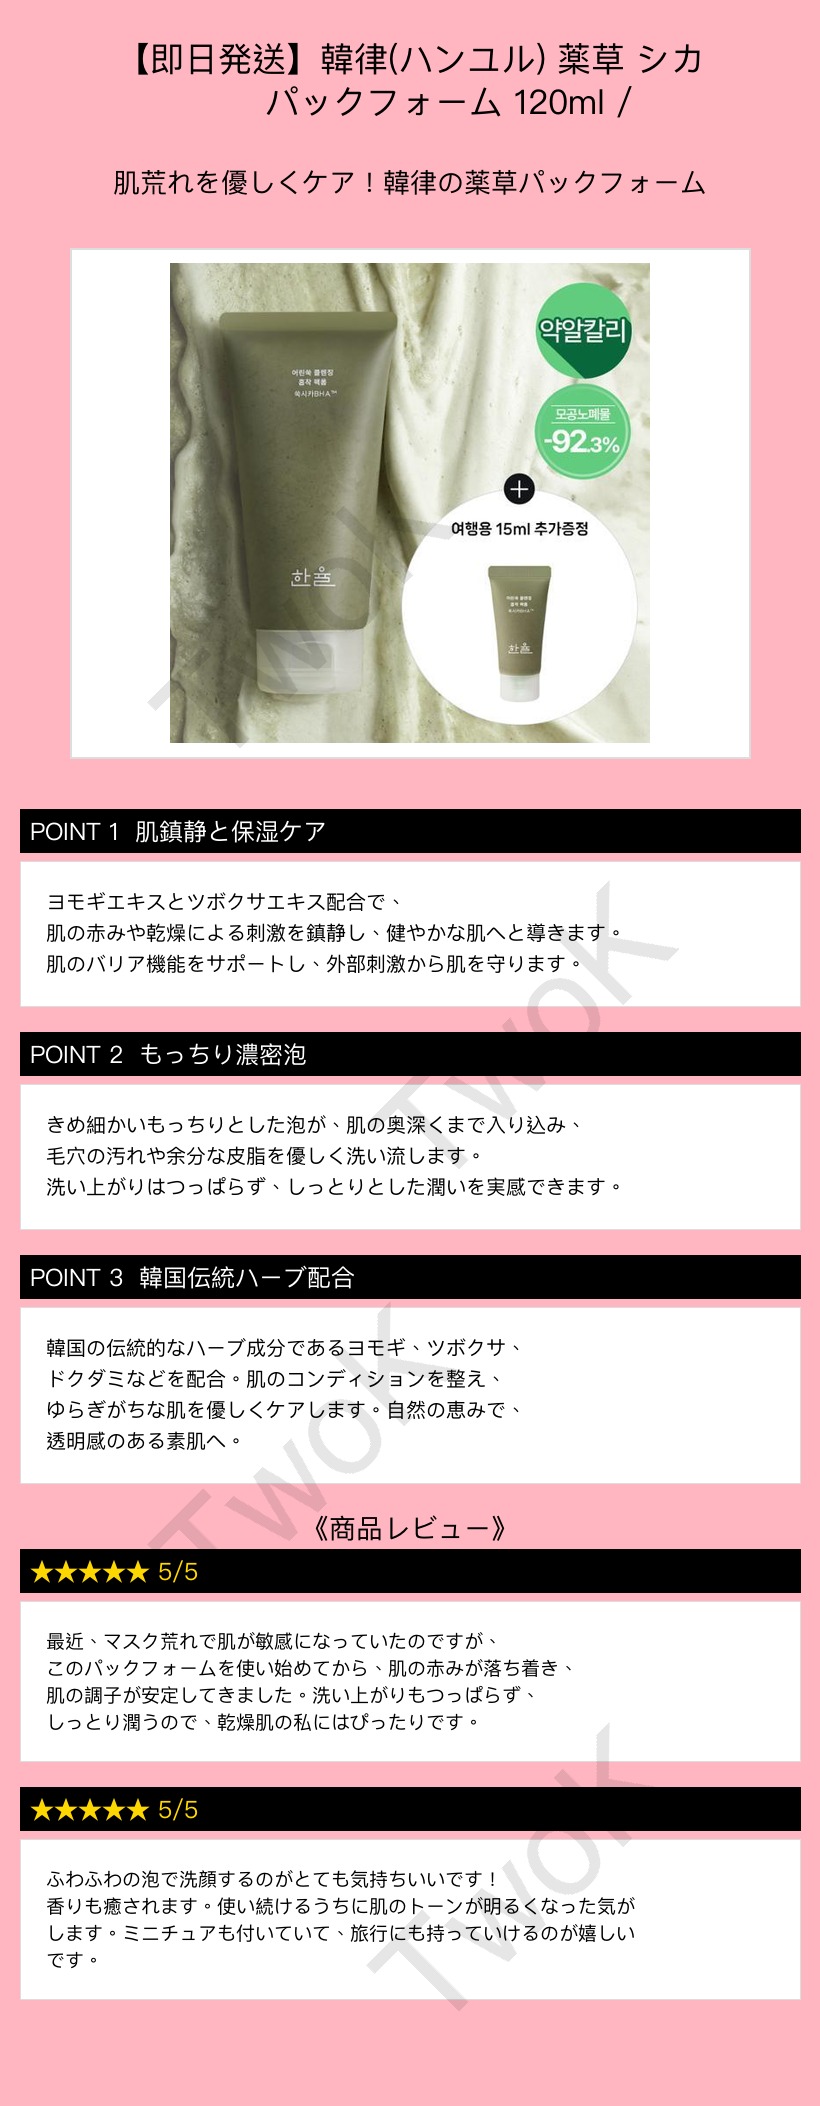 【即日発送】韓律(ハンユル) 薬草 シカ
パックフォーム 120ml /
肌荒れを優しくケア！韓律の薬草パックフォーム
약알칼리
모공노폐물
-92.3%
어린쑥 클렌징
흡착 팩폼
쑥시카BHA™
한율
+
여행용 15ml 추가증정
어린쑥 클렌징
흡착 팩폼
쑥시카BHA™
한율
POINT 1 肌鎮静と保湿ケア
ヨモギエキスとツボクサエキス配合で、
肌の赤みや乾燥による刺激を鎮静し、健やかな肌へと導きます。
肌のバリア機能をサポートし、外部刺激から肌を守ります。
POINT 2 もっちり濃密泡
きめ細かいもっちりとした泡が、肌の奥深くまで入り込み、
毛穴の汚れや余分な皮脂を優しく洗い流します。
洗い上がりはつっぱらず、しっとりとした潤いを実感できます。
POINT 3 韓国伝統ハーブ配合
韓国の伝統的なハーブ成分であるヨモギ、ツボクサ、
ドクダミなどを配合。肌のコンディションを整え、
ゆらぎがちな肌を優しくケアします。自然の恵みで、
透明感のある素肌へ。
《商品レビュー》
★★★★★ 5/5
最近、マスク荒れで肌が敏感になっていたのですが、
このパックフォームを使い始めてから、肌の赤みが落ち着き、
肌の調子が安定してきました。洗い上がりもつっぱらず、
しっとり潤うので、乾燥肌の私にはぴったりです。
★★★★★ 5/5
ふわふわの泡で洗顔するのがとても気持ちいいです！
香りも癒されます。使い続けるうちに肌のトーンが明るくなった気が
します。ミニチュアも付いていて、旅行にも持っていけるのが嬉しい
です。
TwoK
TwoK
TwoK
TwoK